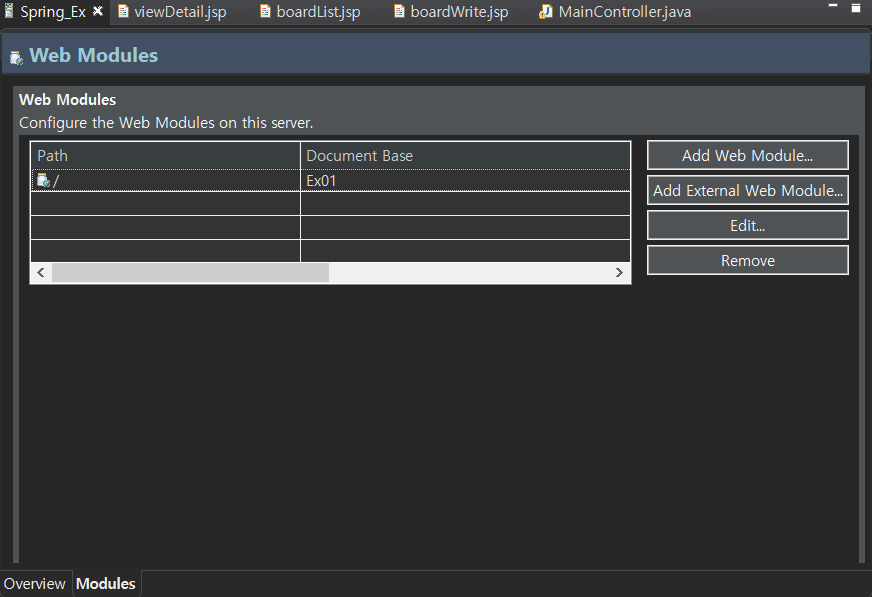 Spring_Ex viewDetail.jsp boardList.jsp boardWrite.jsp MainController.java
Web Modules
Web Modules
Configure the Web Modules on this server.
Path Document Base Add Web Module...
/ Ex01 Add External Web Module...
Edit...
Remove
Overview Modules